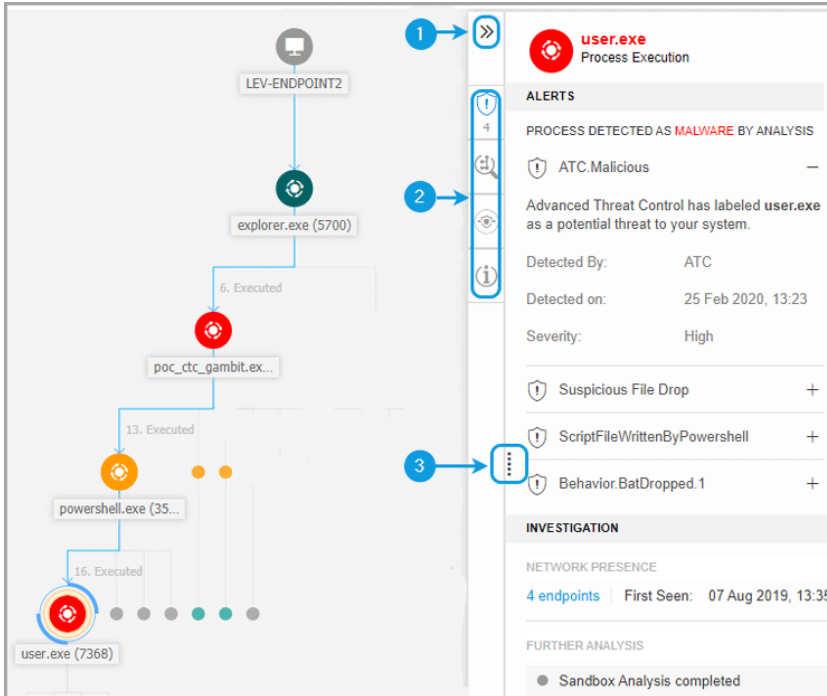 LEV-ENDPOINT2
explorer.exe (5700)
6. Executed
poc_ctc_gambit.ex...
13. Executed
powershell.exe (35...
16. Executed
user.exe (7368)
1
2
3
4
user.exe
Process Execution
ALERTS
PROCESS DETECTED AS MALWARE BY ANALYSIS
ATC.Malicious
Advanced Threat Control has labeled user.exe
as a potential threat to your system.
Detected By: ATC
Detected on: 25 Feb 2020, 13:23
Severity: High
Suspicious File Drop
ScriptFileWrittenByPowershell
Behavior.BatDropped.1
INVESTIGATION
NETWORK PRESENCE
4 endpoints First Seen: 07 Aug 2019, 13:35
FURTHER ANALYSIS
Sandbox Analysis completed